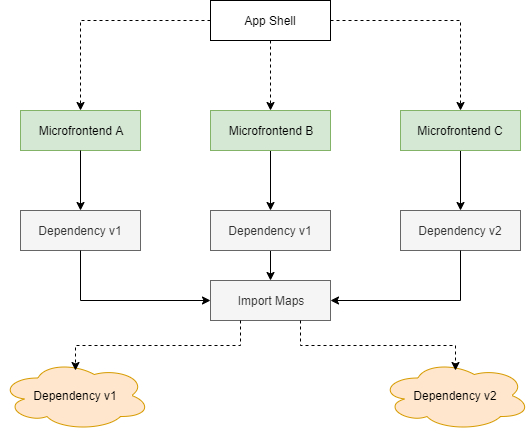 App Shell
Microfrontend A
Microfrontend B
Microfrontend C
Dependency v1
Dependency v1
Dependency v2
Import Maps
Dependency v1
Dependency v2